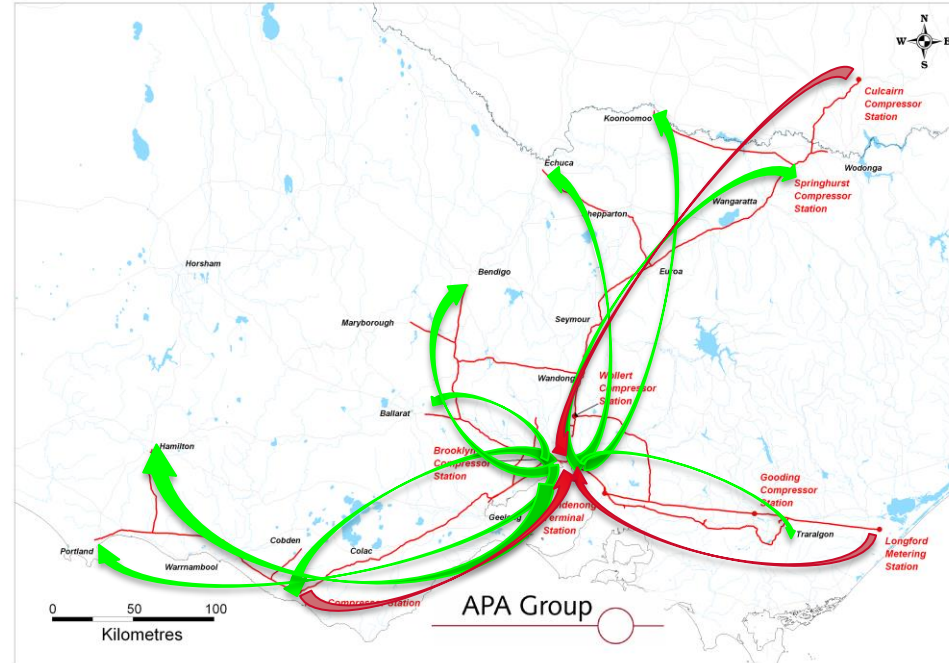 N
W E
S
Culcairn
Compressor
Station
Koonoomoo
Echuca
Wodonga
Springhurst
Compressor
Station
Wangaratta
Shepparton
Horsham
Euroa
Bendigo
Seymour
Maryborough
Wandong
Wollert
Compressor
Station
Ballarat
Hamilton
Brooklyn
Compressor
Station
Gooding
Compressor
Station
Geelong
Dandenong
Terminal
Station
Traralgon
Longford
Metering
Station
Cobden
Colac
Portland
Warrnambool
Compressor Station
0 50 100
Kilometres
APA Group